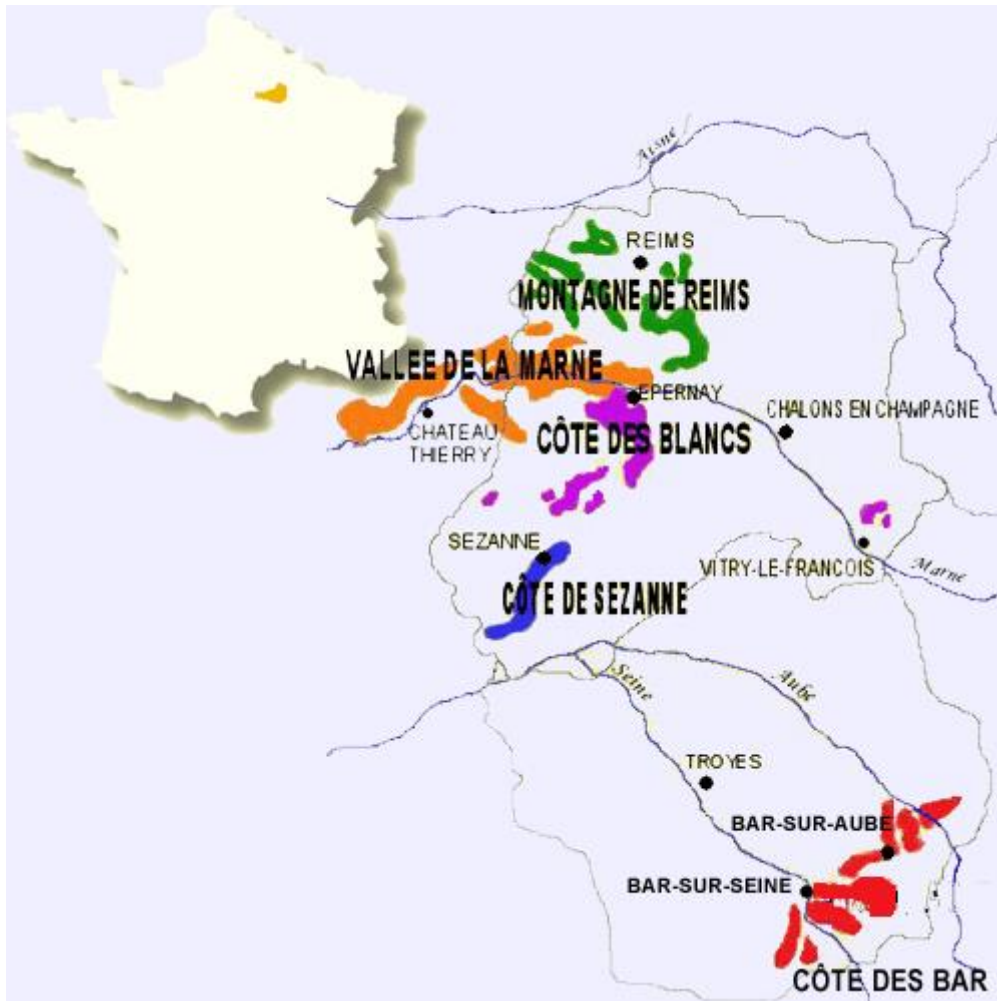 Aisne
REIMS
MONTAGNE DE REIMS
VALLEE DE LA MARNE
EPERNAY
CHALONS EN CHAMPAGNE
CHATEAU
THIERRY
CÔTE DES BLANCS
SEZANNE
VITRY-LE-FRANCOIS
Marne
CÔTE DE SEZANNE
Seine
Aube
TROYES
BAR-SUR-AUBE
BAR-SUR-SEINE
CÔTE DES BAR